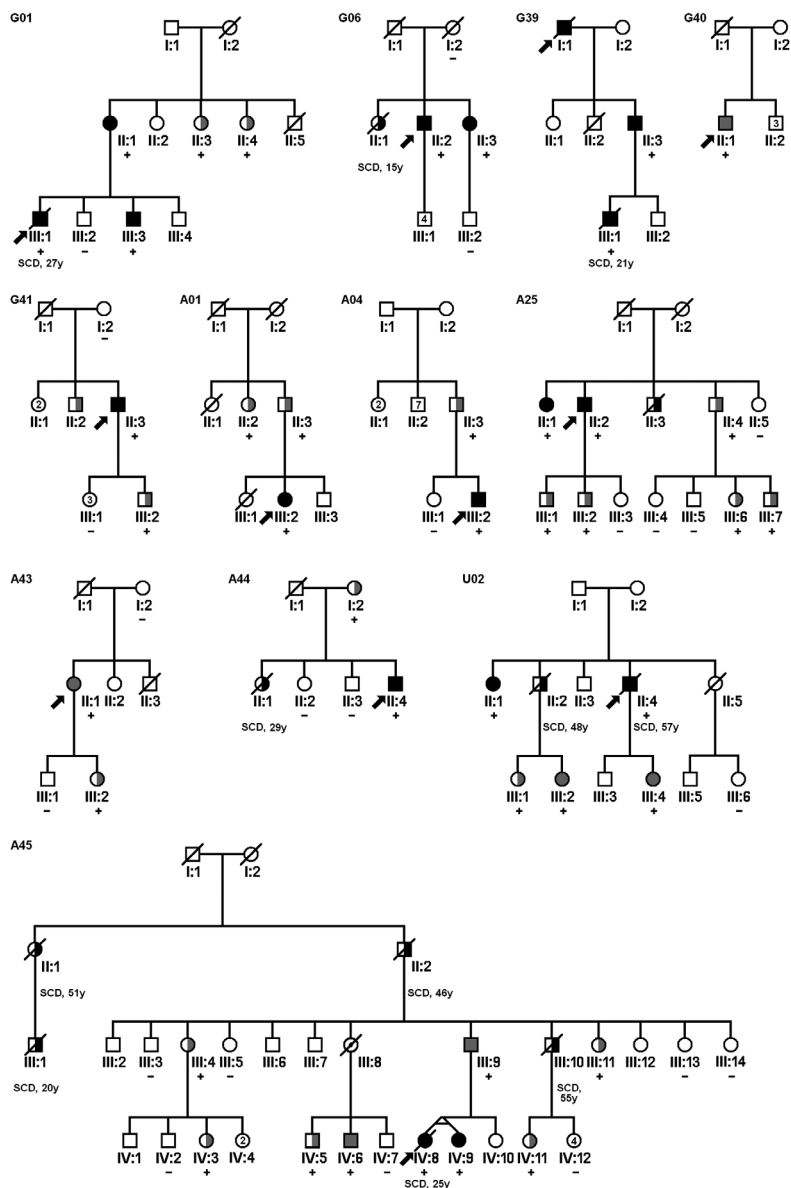 G01 G06 G39 G40
I:1 I:2 I:1 I:2 I:1 I:2 I:1 I:2
−
3
II:1 II:2 II:3 II:4 II:5 II:1 II:2 II:3 II:1 II:2 II:3 II:1 II:2
+ + + + + + +
SCD, 15y
4
III:1 III:2 III:3 III:4 III:1 III:2 III:1 III:2
+ − + − +
SCD, 27y SCD, 21y
G41 A01 A04 A25
I:1 I:2 I:1 I:2 I:1 I:2 I:1 I:2
−
2 2 7
II:1 II:2 II:3 II:1 II:2 II:3 II:1 II:2 II:3 II:1 II:2 II:3 II:4 II:5
+ + + + + + + −
3
III:1 III:2 III:1 III:2 III:3 III:1 III:2 III:1 III:2 III:3 III:4 III:5 III:6 III:7
− + + − + + + − − − + +
A43 A44 U02
I:1 I:2 I:1 I:2 I:1 I:2
− +
II:1 II:2 II:3 II:1 II:2 II:3 II:4 II:1 II:2 II:3 II:4 II:5
+ − − + + +
SCD, 29y SCD, 48y SCD, 57y
III:1 III:2 III:1 III:2 III:3 III:4 III:5 III:6
− + + + + −
A45
I:1 I:2
II:1 II:2
SCD, 51y SCD, 46y
III:1 III:2 III:3 III:4 III:5 III:6 III:7 III:8 III:9 III:10 III:11 III:12 III:13 III:14
− + − + + − −
SCD, 20y SCD, 55y
2 4
IV:1 IV:2 IV:3 IV:4 IV:5 IV:6 IV:7 IV:8 IV:9 IV:10 IV:11 IV:12
− + + + − + + + −
SCD, 25y